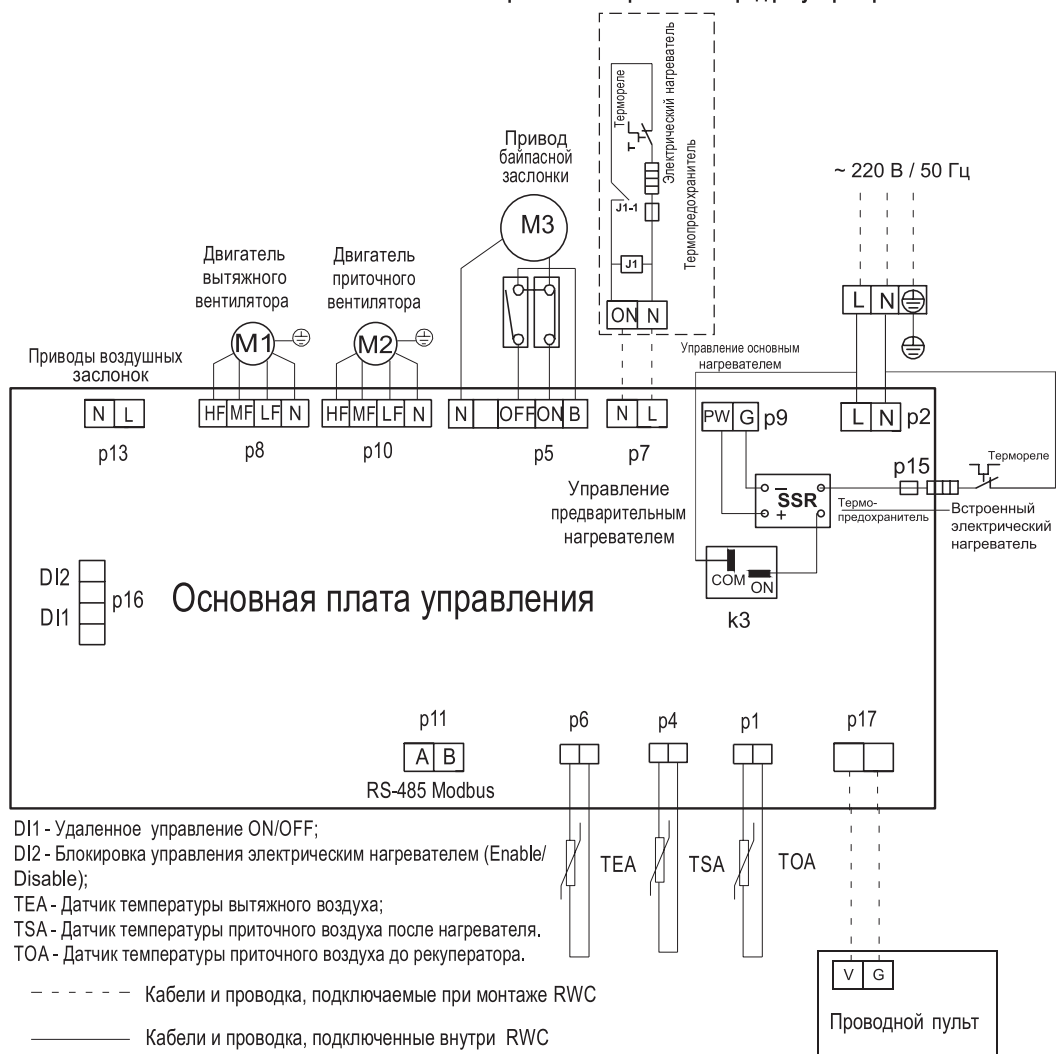 ~ 220 В / 50 Гц
Термореле
Электрический нагреватель
Термопредохранитель
J1-1
J1
ON N
Привод
байпасной
заслонки
M3
Двигатель
вытяжного
вентилятора
M1
Двигатель
приточного
вентилятора
M2
L N
Приводы воздушных
заслонок
Управление основным
нагревателем
N L
p13
HF MF LF N
p8
HF MF LF N
p10
N OFF ON B
p5
N L
p7
PW G p9
L N p2
Управление
предварительным
нагревателем
– SSR +
p15
Термореле
Термо-
предохранитель
Встроенный
электрический
нагреватель
COM ON
k3
DI2
DI1
p16
Основная плата управления
p11
A B
RS-485 Modbus
p6
p4
p1
p17
TEA
TSA
TOA
DI1 - Удаленное управление ON/OFF;
DI2 - Блокировка управления электрическим нагревателем (Enable/
Disable);
TEA - Датчик температуры вытяжного воздуха;
TSA - Датчик температуры приточного воздуха после нагревателя.
TOA - Датчик температуры приточного воздуха до рекуператора.
Кабели и проводка, подключаемые при монтаже RWC
Кабели и проводка, подключенные внутри RWC
V G
Проводной пульт